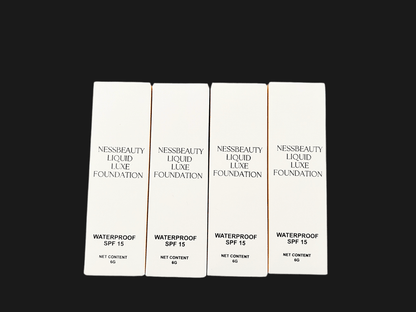 NESSBEAUTY
LIQUID
LUXE
FOUNDATION
WATERPROOF
SPF 15
NET CONTENT
6G
NESSBEAUTY
LIQUID
LUXE
FOUNDATION
WATERPROOF
SPF 15
NET CONTENT
6G
NESSBEAUTY
LIQUID
LUXE
FOUNDATION
WATERPROOF
SPF 15
NET CONTENT
6G
NESSBEAUTY
LIQUID
LUXE
FOUNDATION
WATERPROOF
SPF 15
NET CONTENT
6G